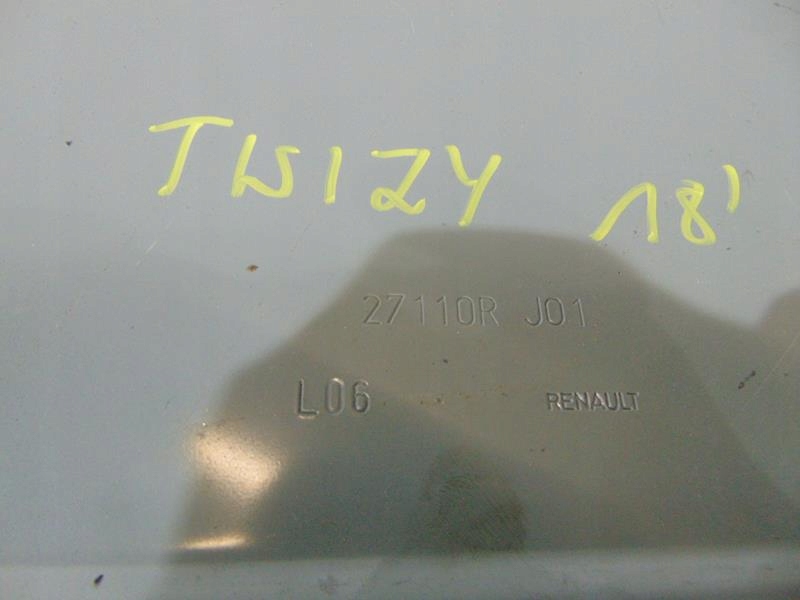 TWIZY 18'
27110R J01
L06 RENAULT